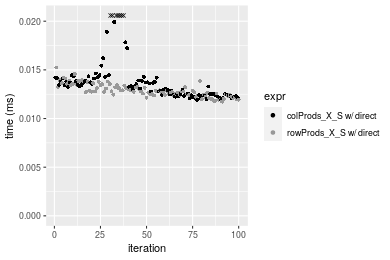 0.020
0.015
0.010
0.005
0.000
time (ms)
0
25
50
75
100
iteration
expr
colProds_X_S w/ direct
rowProds_X_S w/ direct